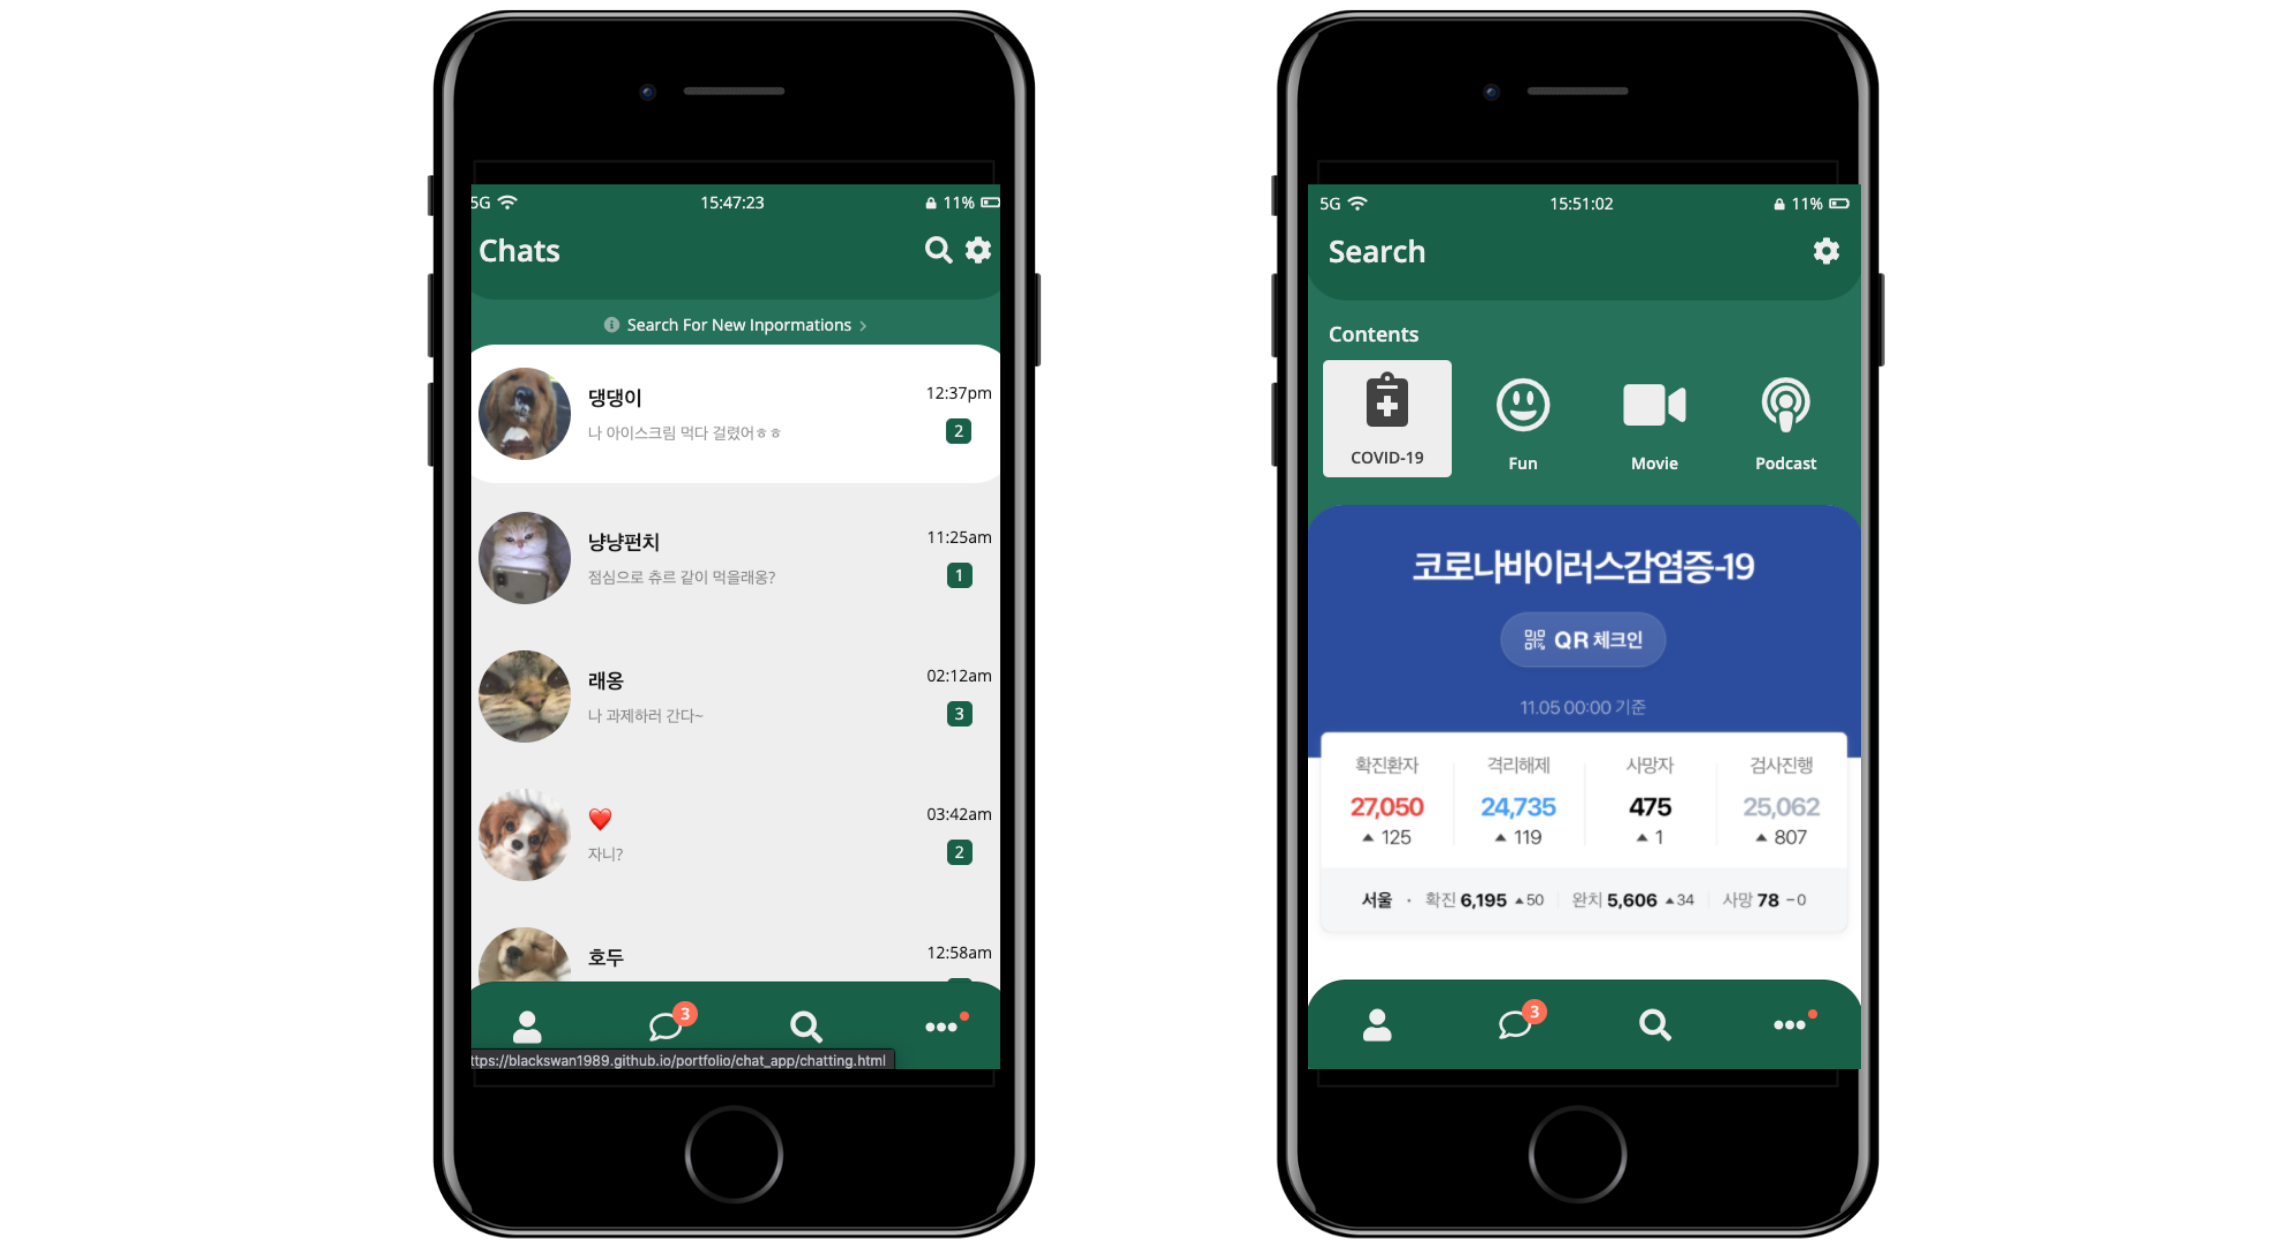 5G 15:47:23 11%
Chats
Search For New Inpormations
댕댕이 12:37pm
나 아이스크림 먹다 걸렸어ㅎㅎ 2
냥냥펀치 11:25am
점심으로 츄르 같이 먹을래옹? 1
래옹 02:12am
나 과제하러 간다~ 3
❤️ 03:42am
자니? 2
호두 12:58am
3
ttps://blackswan1989.github.io/portfolio/chat_app/chatting.html
5G 15:51:02 11%
Search
Contents
COVID-19 Fun Movie Podcast
코로나바이러스감염증-19
QR 체크인
11.05 00:00 기준
확진환자 격리해제 사망자 검사진행
27,050 24,735 475 25,062
▲ 125 ▲ 119 ▲ 1 ▲ 807
서울 · 확진 6,195 ▲50 완치 5,606 ▲34 사망 78 -0
3